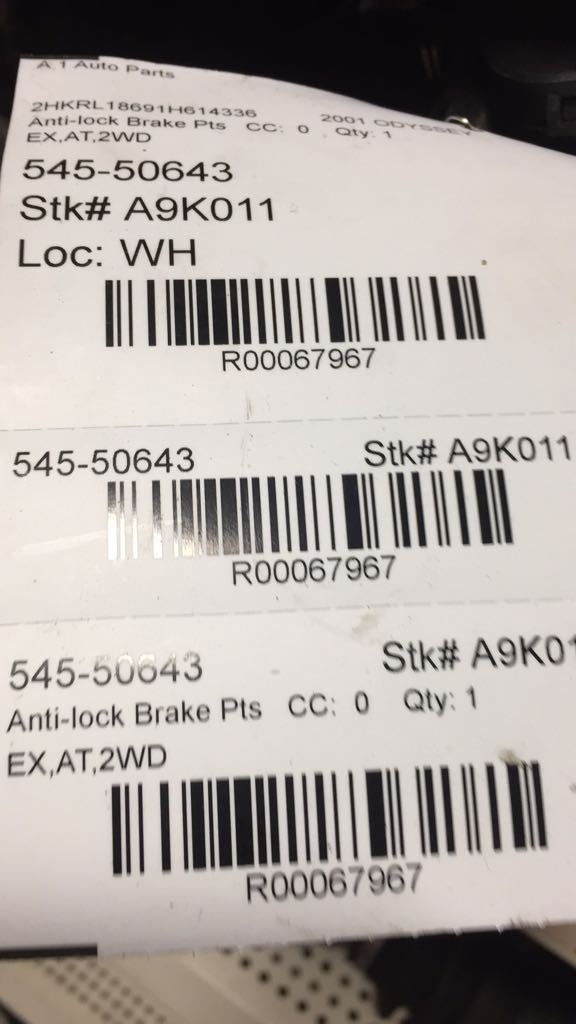 A 1 Auto Parts
2HKRL18691H614336 2001 ODYSSEY
Anti-lock Brake Pts CC: 0 Qty: 1
EX,AT,2WD
545-50643
Stk# A9K011
Loc: WH
R00067967
545-50643 Stk# A9K011
R00067967
545-50643 Stk# A9K01
Anti-lock Brake Pts CC: 0 Qty: 1
EX,AT,2WD
R00067967